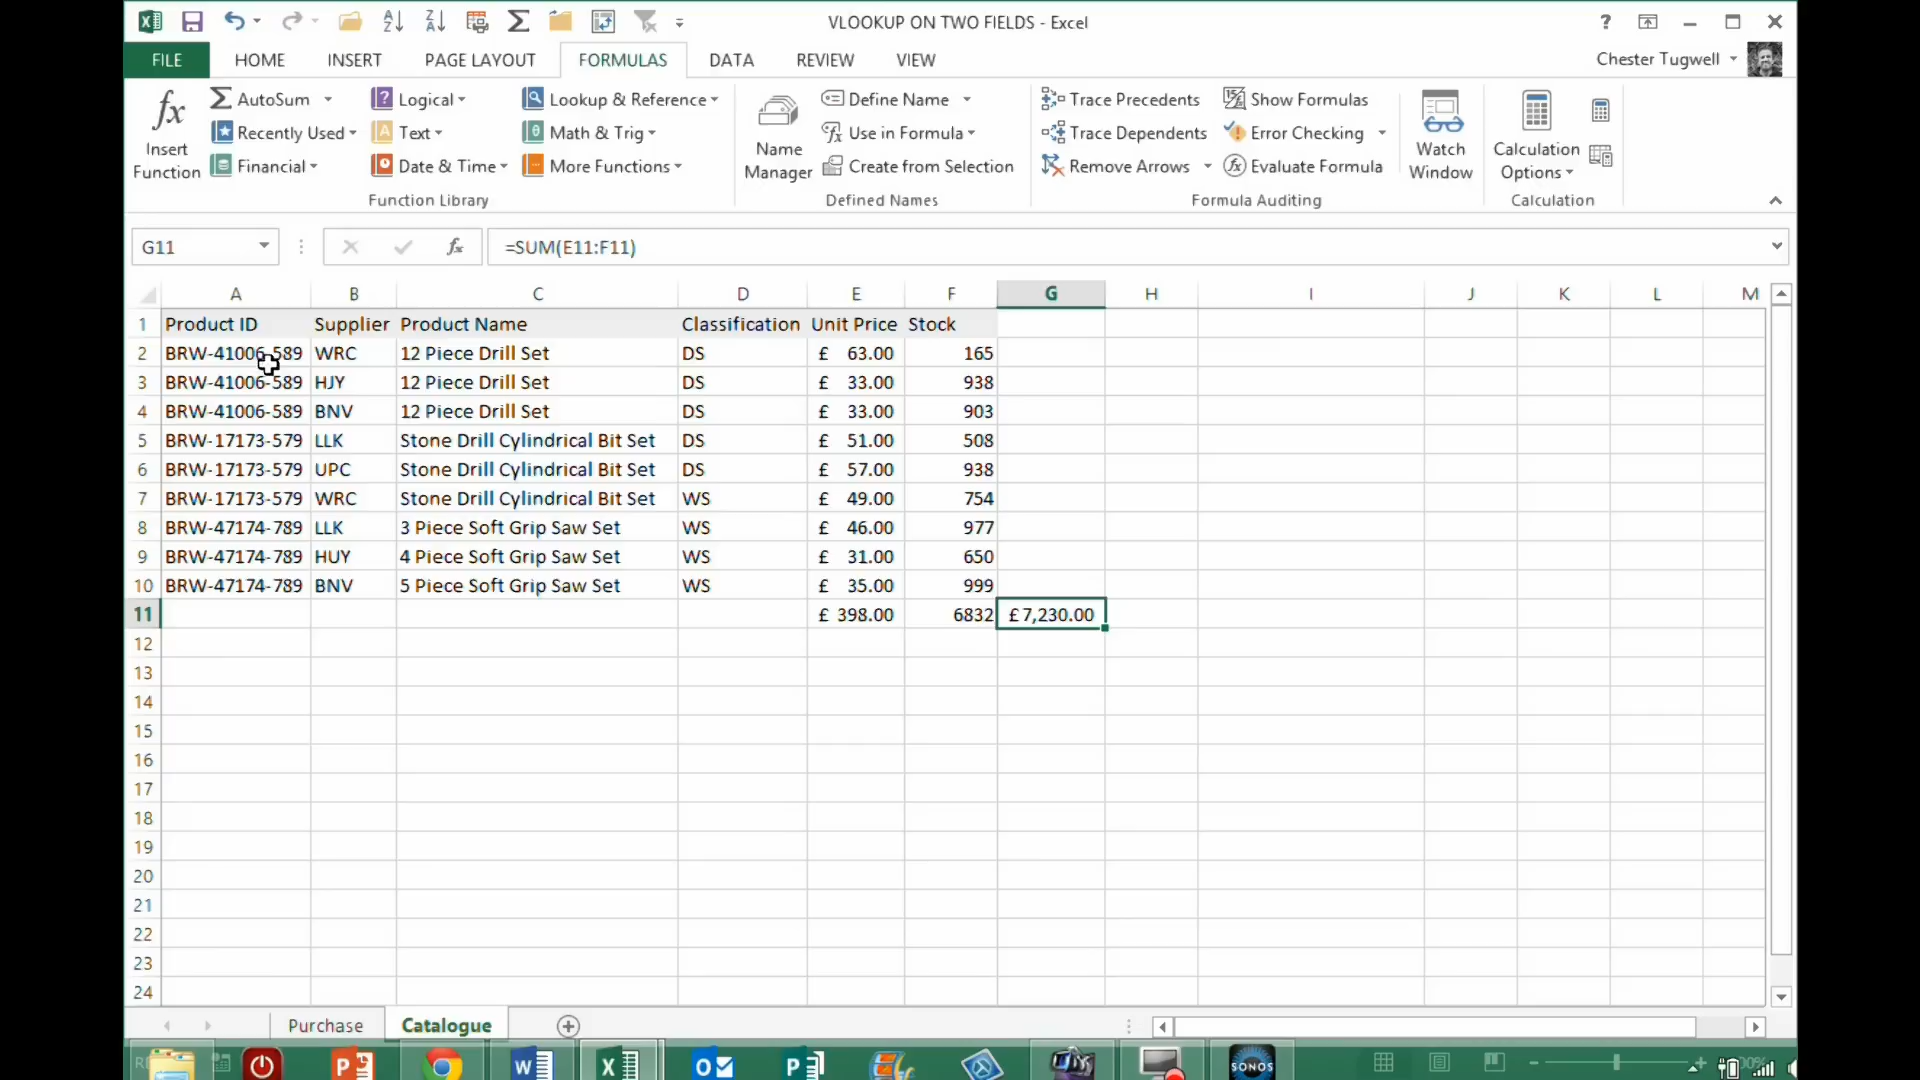 VLOOKUP ON TWO FIELDS - Excel
?
FILE HOME INSERT PAGE LAYOUT FORMULAS DATA REVIEW VIEW Chester Tugwell
fx Insert Function
AutoSum Logical Lookup & Reference
Recently Used Text Math & Trig
Financial Date & Time More Functions
Function Library
Name Manager
Define Name
Use in Formula
Create from Selection
Defined Names
Trace Precedents Show Formulas
Trace Dependents Error Checking
Remove Arrows Evaluate Formula
Formula Auditing
Watch Window
Calculation Options
Calculation
G11 fx =SUM(E11:F11)
A B C D E F G H I J K L M
1 Product ID Supplier Product Name Classification Unit Price Stock
2 BRW-41006-589 WRC 12 Piece Drill Set DS £ 63.00 165
3 BRW-41006-589 HJY 12 Piece Drill Set DS £ 33.00 938
4 BRW-41006-589 BNV 12 Piece Drill Set DS £ 33.00 903
5 BRW-17173-579 LLK Stone Drill Cylindrical Bit Set DS £ 51.00 508
6 BRW-17173-579 UPC Stone Drill Cylindrical Bit Set DS £ 57.00 938
7 BRW-17173-579 WRC Stone Drill Cylindrical Bit Set WS £ 49.00 754
8 BRW-47174-789 LLK 3 Piece Soft Grip Saw Set WS £ 46.00 977
9 BRW-47174-789 HUY 4 Piece Soft Grip Saw Set WS £ 31.00 650
10 BRW-47174-789 BNV 5 Piece Soft Grip Saw Set WS £ 35.00 999
11 £ 398.00 6832 £7,230.00
12
13
14
15
16
17
18
19
20
21
22
23
24
Purchase Catalogue
SONOS